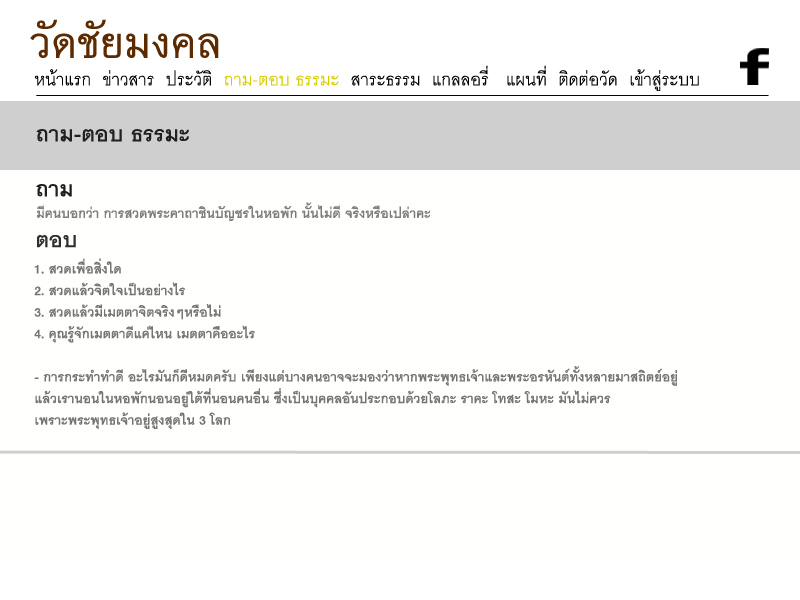 วัดชัยมงคล
หน้าแรก ข่าวสาร ประวัติ ถาม-ตอบ ธรรมะ สาระธรรม แกลลอรี่ แผนที่ ติดต่อวัด เข้าสู่ระบบ
f
ถาม-ตอบ ธรรมะ
ถาม
มีคนบอกว่า การสวดพระคาถาชินบัญชรในหอพัก นั้นไม่ดี จริงหรือเปล่าคะ
ตอบ
1. สวดเพื่อสิ่งใด
2. สวดแล้วจิตใจเป็นอย่างไร
3. สวดแล้วมีเมตตาจิตจริงๆหรือไม่
4. คุณรู้จักเมตตาดีแค่ไหน เมตตาคืออะไร
- การกระทำทำดี อะไรมันก็ดีหมดครับ เพียงแต่บางคนอาจจะมองว่าหากพระพุทธเจ้าและพระอรหันต์ทั้งหลายมาสถิตย์อยู่
แล้วเรานอนในหอพักนอนอยู่ใต้ที่นอนคนอื่น ซึ่งเป็นบุคคลอันประกอบด้วยโลภะ ราคะ โทสะ โมหะ มันไม่ควร
เพราะพระพุทธเจ้าอยู่สูงสุดใน 3 โลก